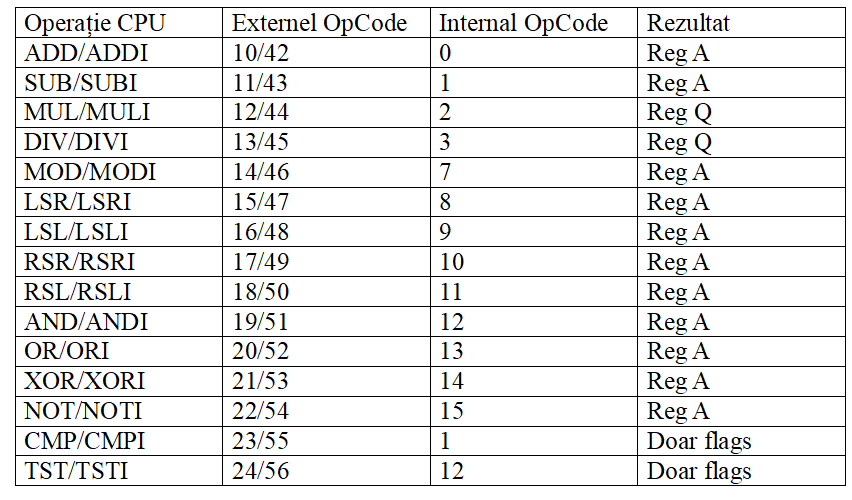 Operație CPU Externel OpCode Internal OpCode Rezultat
ADD/ADDI 10/42 0 Reg A
SUB/SUBI 11/43 1 Reg A
MUL/MULI 12/44 2 Reg Q
DIV/DIVI 13/45 3 Reg Q
MOD/MODI 14/46 7 Reg A
LSR/LSRI 15/47 8 Reg A
LSL/LSLI 16/48 9 Reg A
RSR/RSRI 17/49 10 Reg A
RSL/RSLI 18/50 11 Reg A
AND/ANDI 19/51 12 Reg A
OR/ORI 20/52 13 Reg A
XOR/XORI 21/53 14 Reg A
NOT/NOTI 22/54 15 Reg A
CMP/CMPI 23/55 1 Doar flags
TST/TSTI 24/56 12 Doar flags